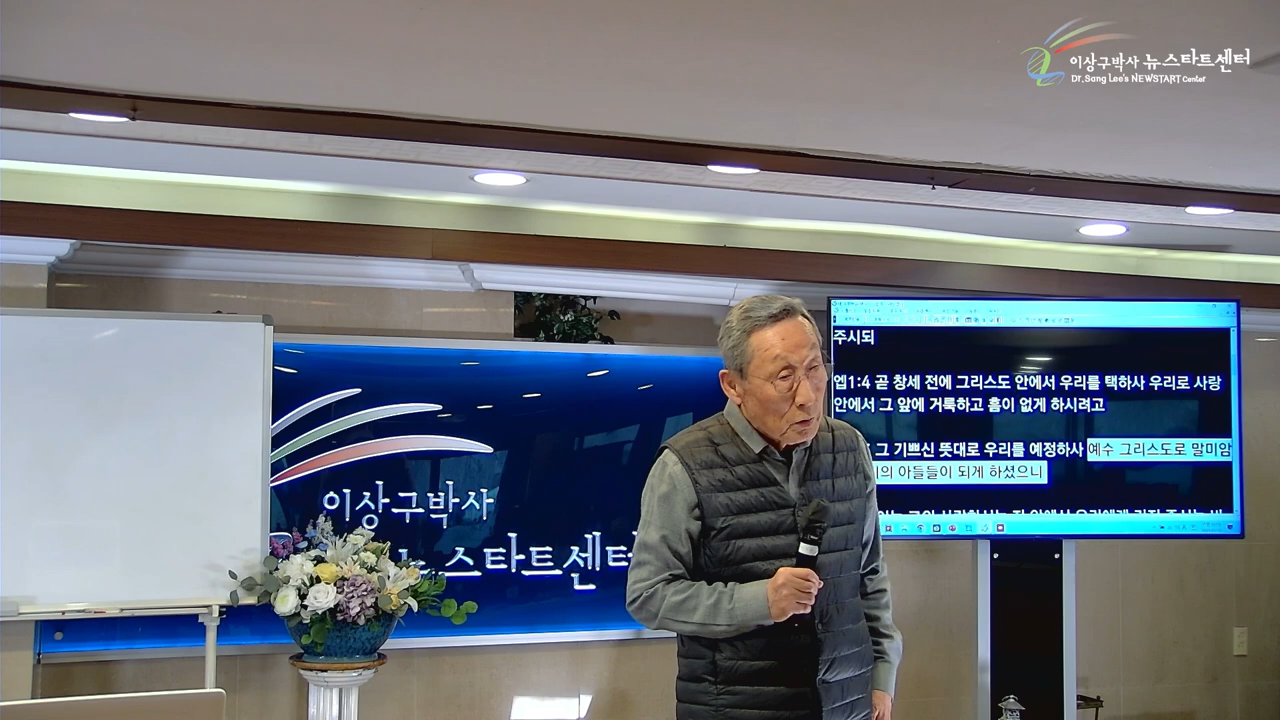 이상구박사 뉴스타트센터
Dr. Sang Lee's NEWSTART Center
주시되
엡1:4 곧 창세 전에 그리스도 안에서 우리를 택하사 우리로 사랑
안에서 그 앞에 거룩하고 흠이 없게 하시려고
그 기쁘신 뜻대로 우리를 예정하사 예수 그리스도로 말미암
아들들이 되게 하셨으니
이상구박사
뉴스타트센터